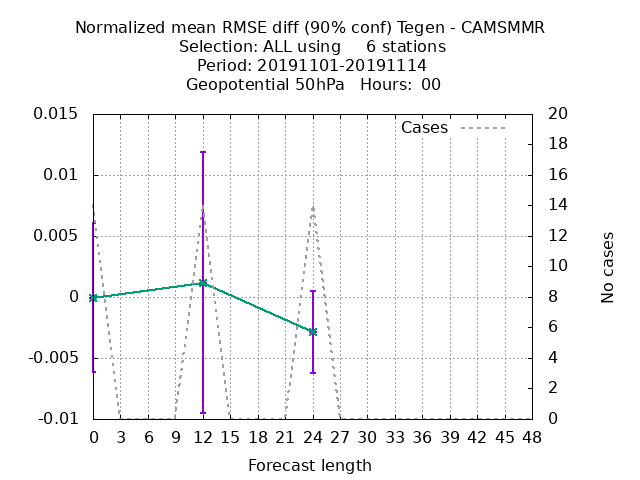 Normalized mean RMSE diff (90% conf) Tegen - CAMSMMR
Selection: ALL using     6 stations
Period: 20191101-20191114
Geopotential 50hPa   Hours:  00
Cases
0.015
0.01
0.005
0
-0.005
-0.01
20
18
16
14
12
10
8
6
4
2
0
No cases
0 3 6 9 12 15 18 21 24 27 30 33 36 39 42 45 48
Forecast length